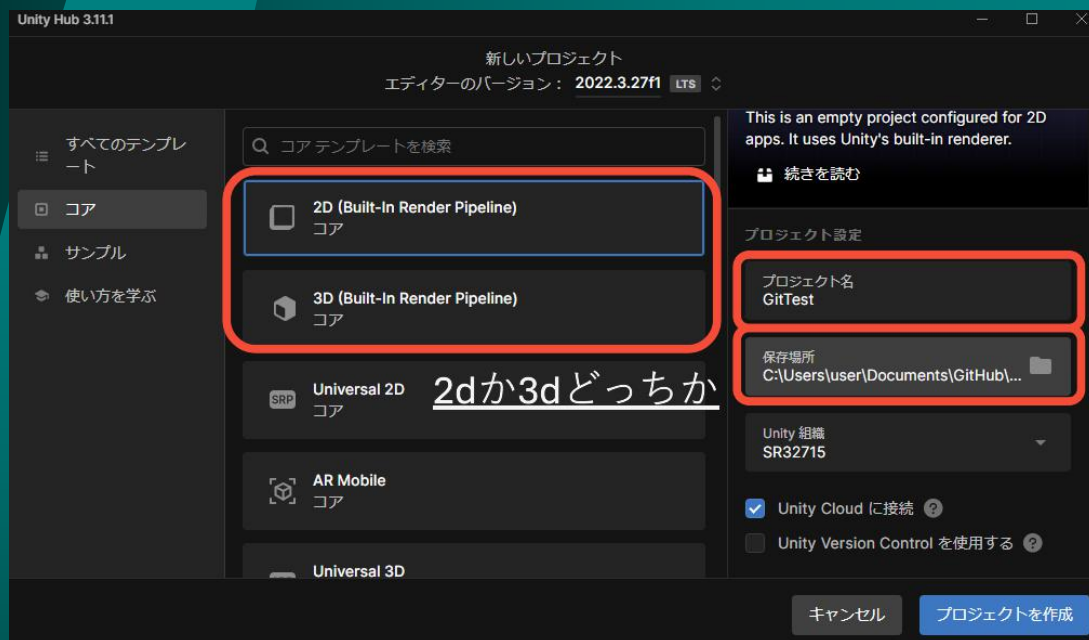 Unity Hub 3.11.1
新しいプロジェクト
エディターのバージョン： 2022.3.27f1 LTS
すべてのテンプレ
ート
コア
サンプル
使い方を学ぶ
コア テンプレートを検索
2D (Built-In Render Pipeline)
コア
3D (Built-In Render Pipeline)
コア
SRP
Universal 2D
コア
2dか3dどっちか
AR Mobile
コア
Universal 3D
This is an empty project configured for 2D
apps. It uses Unity's built-in renderer.
続きを読む
プロジェクト設定
プロジェクト名
GitTest
保存場所
C:\Users\user\Documents\GitHub\...
Unity 組織
SR32715
Unity Cloud に接続 ?
Unity Version Control を使用する ?
キャンセル
プロジェクトを作成